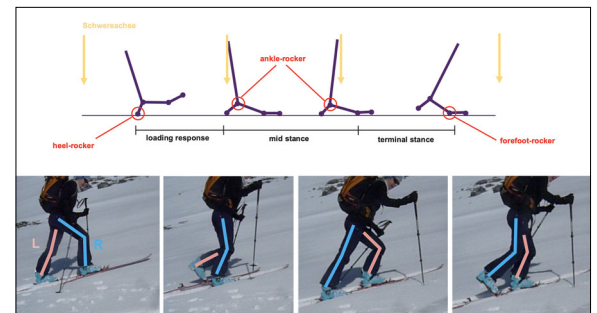 Schwereachse
ankle-rocker
heel-rocker
loading response
mid stance
terminal stance
forefoot-rocker
L
R